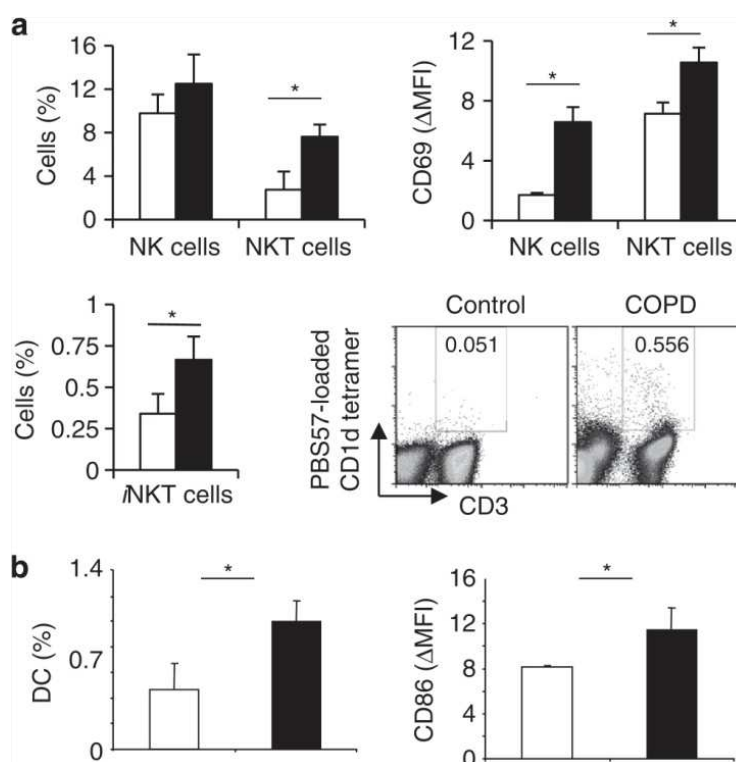 a
Cells (%)
16
12
8
4
0
*
NK cells NKT cells
CD69 (ΔMFI)
12
8
4
0
*
*
NK cells NKT cells
Cells (%)
1
0.75
0.5
0.25
0
*
iNKT cells
Control COPD
0.051 0.556
PBS57-loaded
CD1d tetramer
CD3
b
DC (%)
1.4
0.7
0
*
CD86 (ΔMFI)
16
12
8
4
0
*